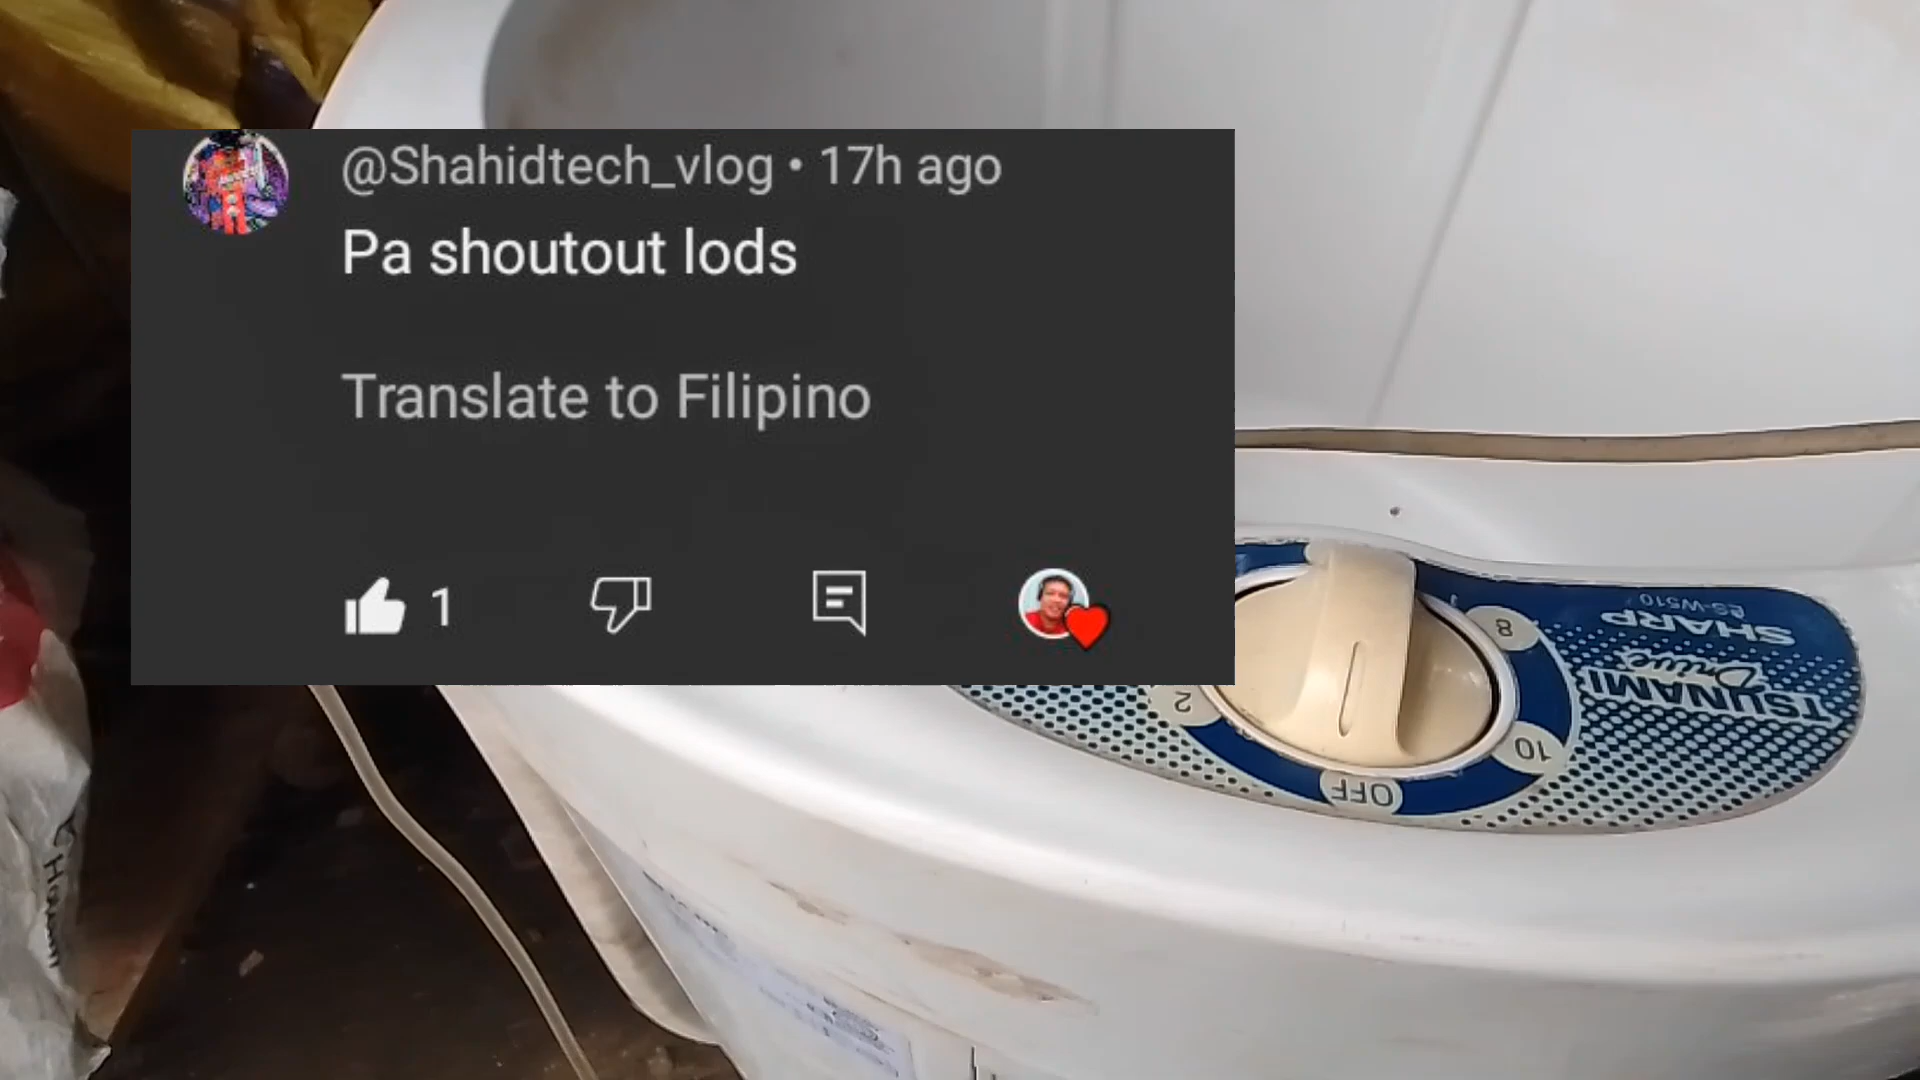 @Shahidtech_vlog • 17h ago
Pa shoutout lods
Translate to Filipino
1
ES-W510
SHARP
Drive
TSUNAMI
8
10
OFF
2